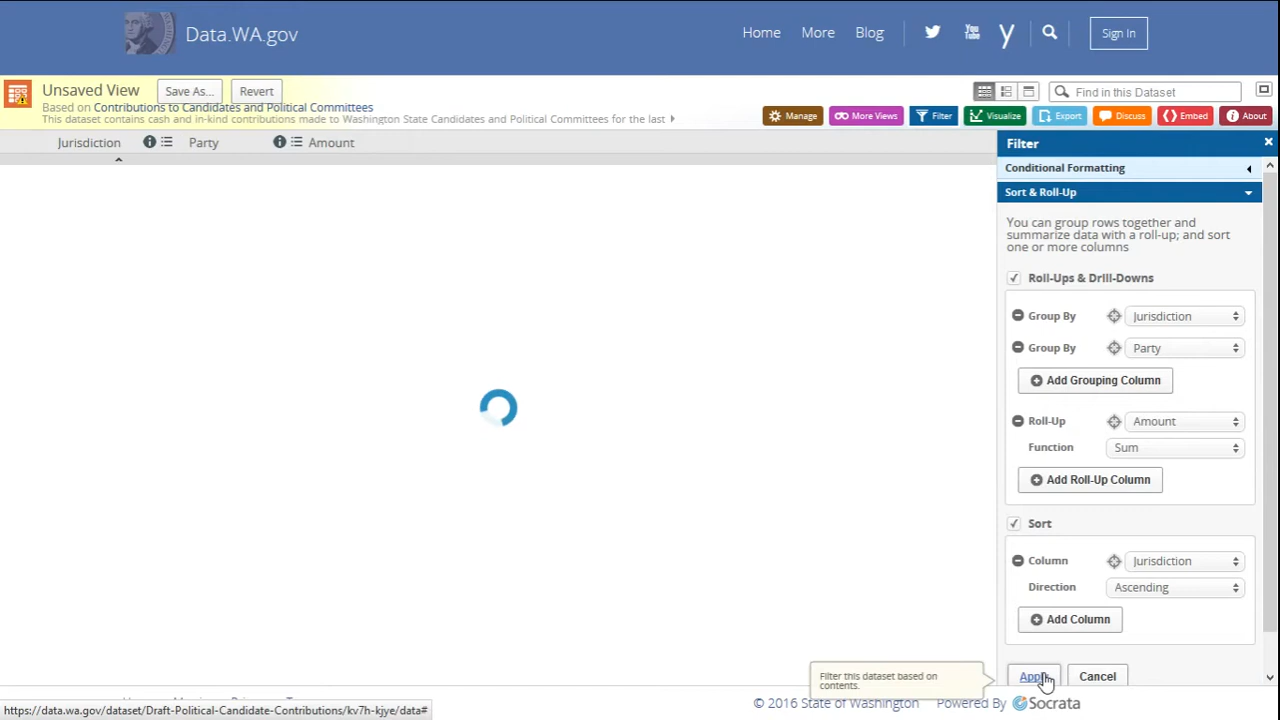 Data.WA.gov
Home More Blog You Tube y Sign In
Unsaved View Save As... Revert
Find in this Dataset
Based on Contributions to Candidates and Political Committees
This dataset contains cash and in-kind contributions made to Washington State Candidates and Political Committees for the last
Manage More Views Filter Visualize Export Discuss Embed About
Jurisdiction Party Amount
Filter
Conditional Formatting
Sort & Roll-Up
You can group rows together and
summarize data with a roll-up; and sort
one or more columns
Roll-Ups & Drill-Downs
Group By Jurisdiction
Group By Party
Add Grouping Column
Roll-Up Amount
Function Sum
Add Roll-Up Column
Sort
Column Jurisdiction
Direction Ascending
Add Column
Filter this dataset based on
contents.
Apply Cancel
© 2016 State of Washington Powered By Socrata
https://data.wa.gov/dataset/Draft-Political-Candidate-Contributions/kv7h-kjye/data#